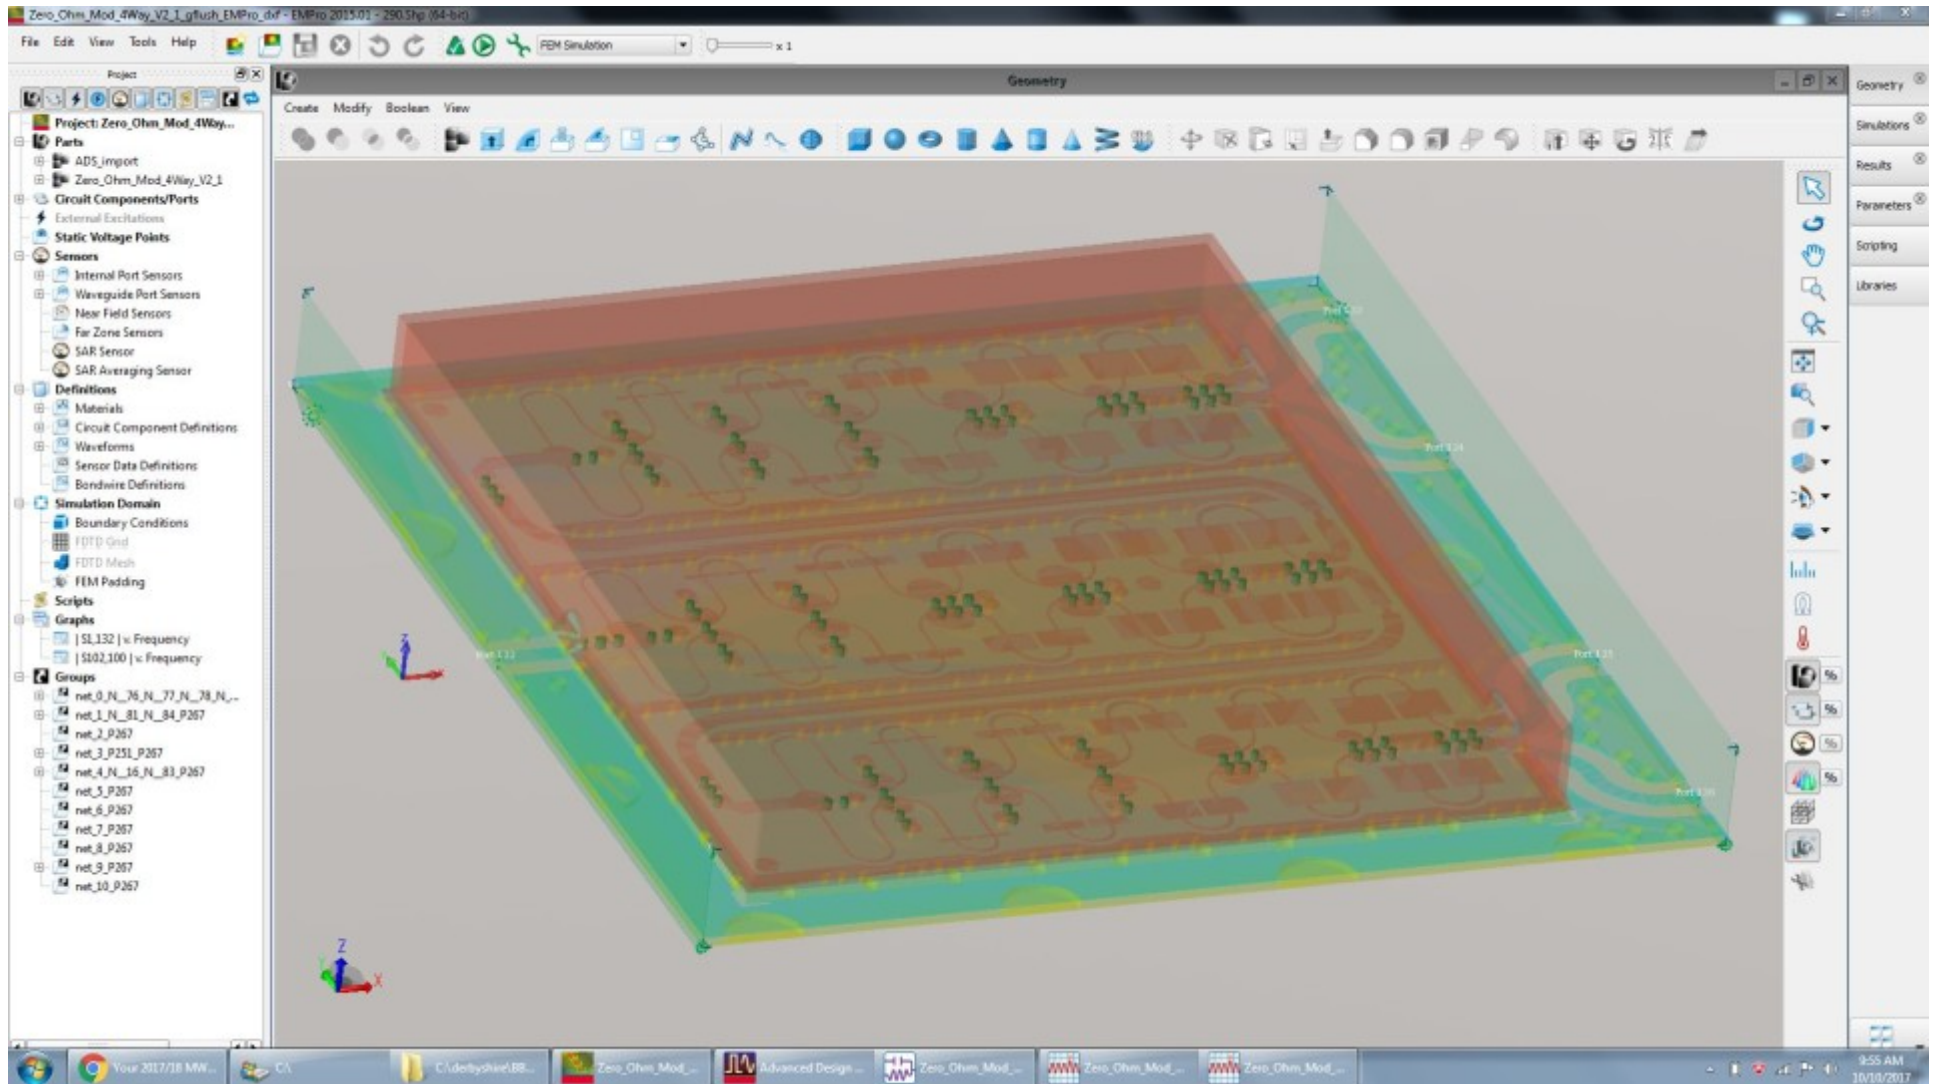 Zero_Ohm_Mod_4Way_V2_1_gflush_EMPro_dxf - EMPro 2015.01 - 290.5hp (64-bit)
File Edit View Tools Help
FEM Simulation
x 1
Project
Geometry
Create Modify Boolean View
Project: Zero_Ohm_Mod_4Way...
Parts
ADS_import
Zero_Ohm_Mod_4Way_V2_1
Circuit Components/Ports
External Excitations
Static Voltage Points
Sensors
Internal Port Sensors
Waveguide Port Sensors
Near Field Sensors
Far Zone Sensors
SAR Sensor
SAR Averaging Sensor
Definitions
Materials
Circuit Component Definitions
Waveforms
Sensor Data Definitions
Bondwire Definitions
Simulation Domain
Boundary Conditions
FDTD Grid
FDTD Mesh
FEM Padding
Scripts
Graphs
|S1,132| v. Frequency
|S102,100| v. Frequency
Groups
net_0_N__76_N__77_N__78_N_...
net_1_N__81_N__84_P267
net_2_P267
net_3_P251_P267
net_4_N__16_N__83_P267
net_5_P267
net_6_P267
net_7_P267
net_8_P267
net_9_P267
net_10_P267
Geometry
Simulations
Results
Parameters
Scripting
Libraries
Z
Z
Y
X
%
%
%
%
Your 2017/18 MW...
C:\
C:\derbyshire\BB...
Zero_Ohm_Mod_...
Advanced Design ...
Zero_Ohm_Mod_...
Zero_Ohm_Mod_...
Zero_Ohm_Mod_...
9:55 AM
10/10/2017